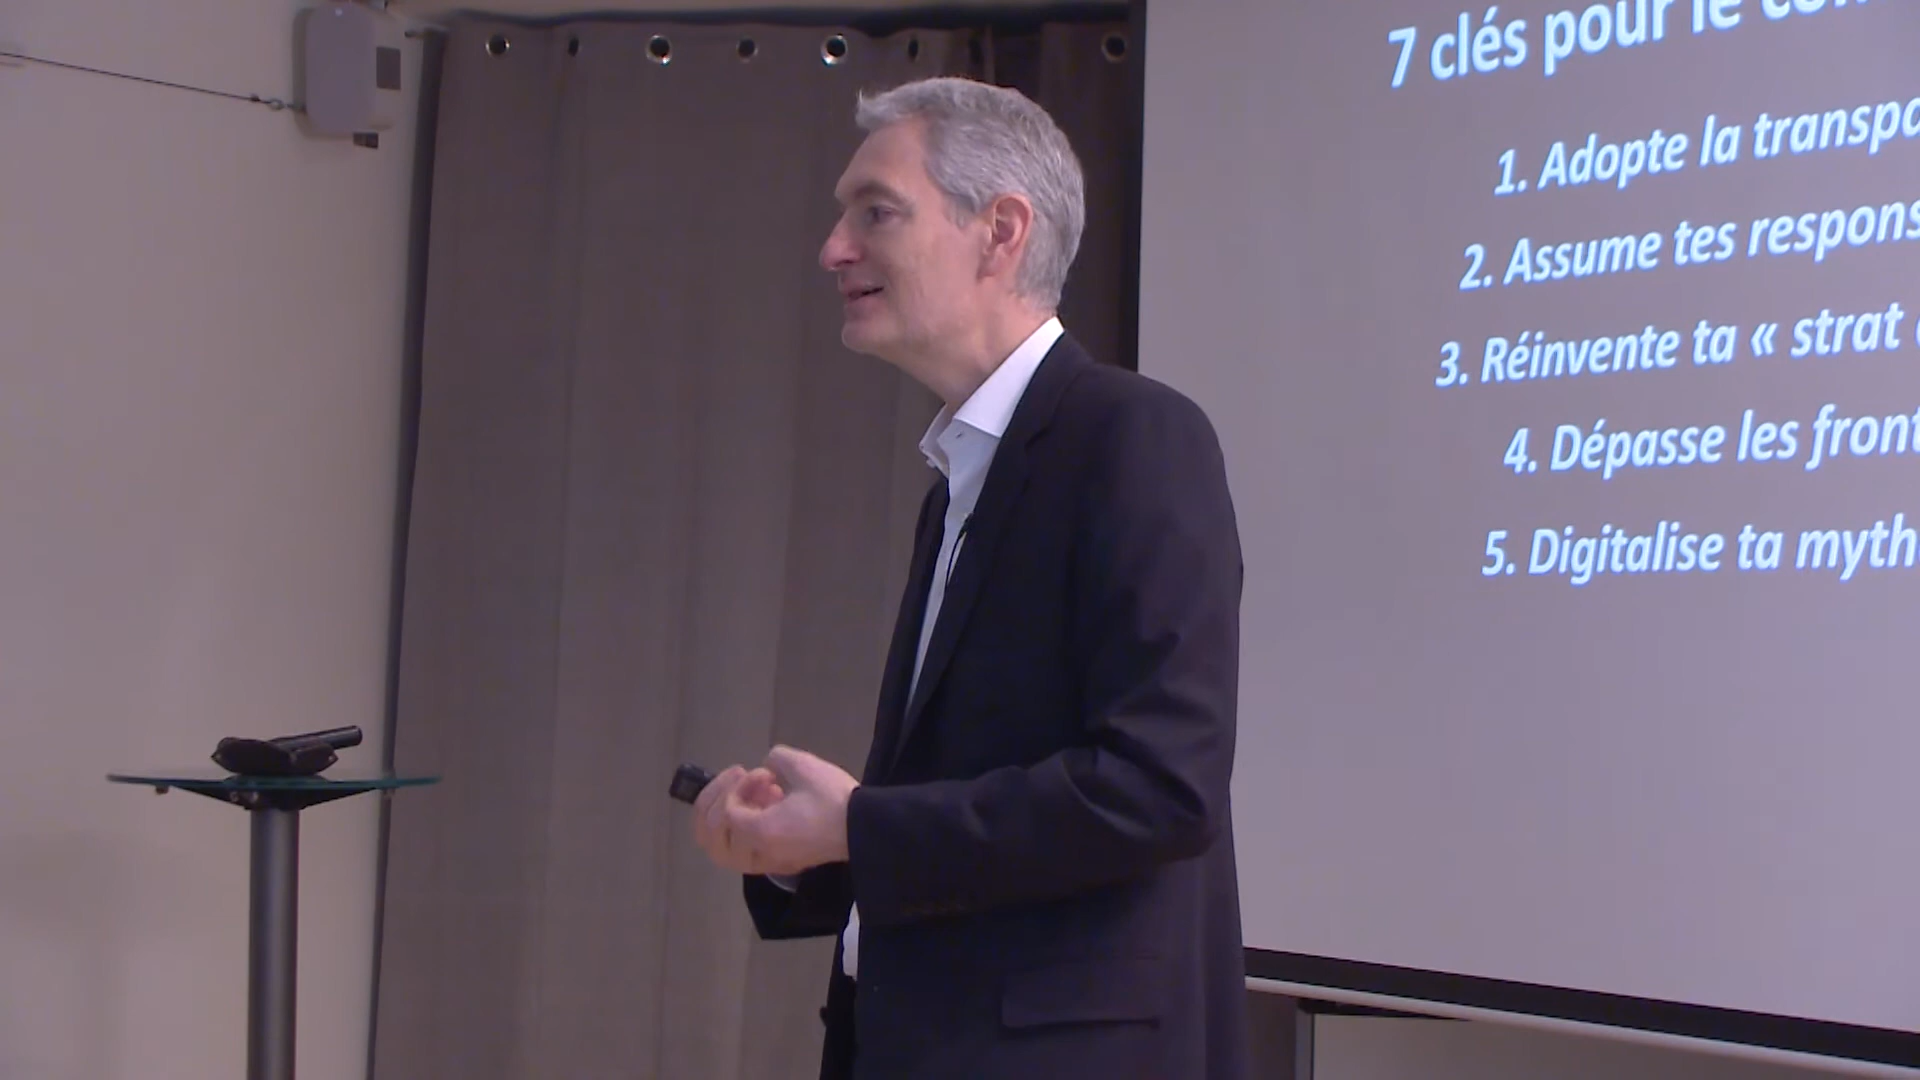 7 clés pour le
1. Adopte la
2. Assume tes
3. Réinvente ta « strat
4. Dépasse les
5. Digitalise ta